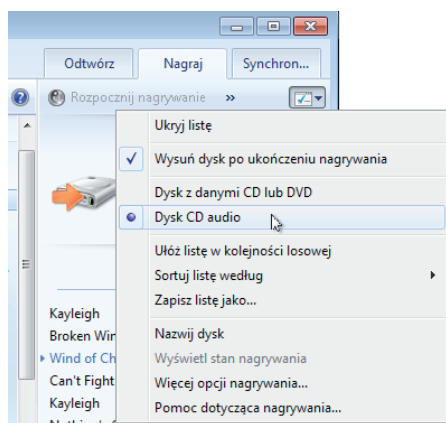 Odtwórz Nagraj Synchron...
Rozpocznij nagrywanie »
Ukryj listę
Wysuń dysk po ukończeniu nagrywania
Dysk z danymi CD lub DVD
Dysk CD audio
Ułóż listę w kolejności losowej
Sortuj listę według
Zapisz listę jako...
Kayleigh
Nazwij dysk
Broken Win
Wyświetl stan nagrywania
Wind of Ch
Więcej opcji nagrywania...
Can't Fight
Pomoc dotycząca nagrywania...
Kayleigh